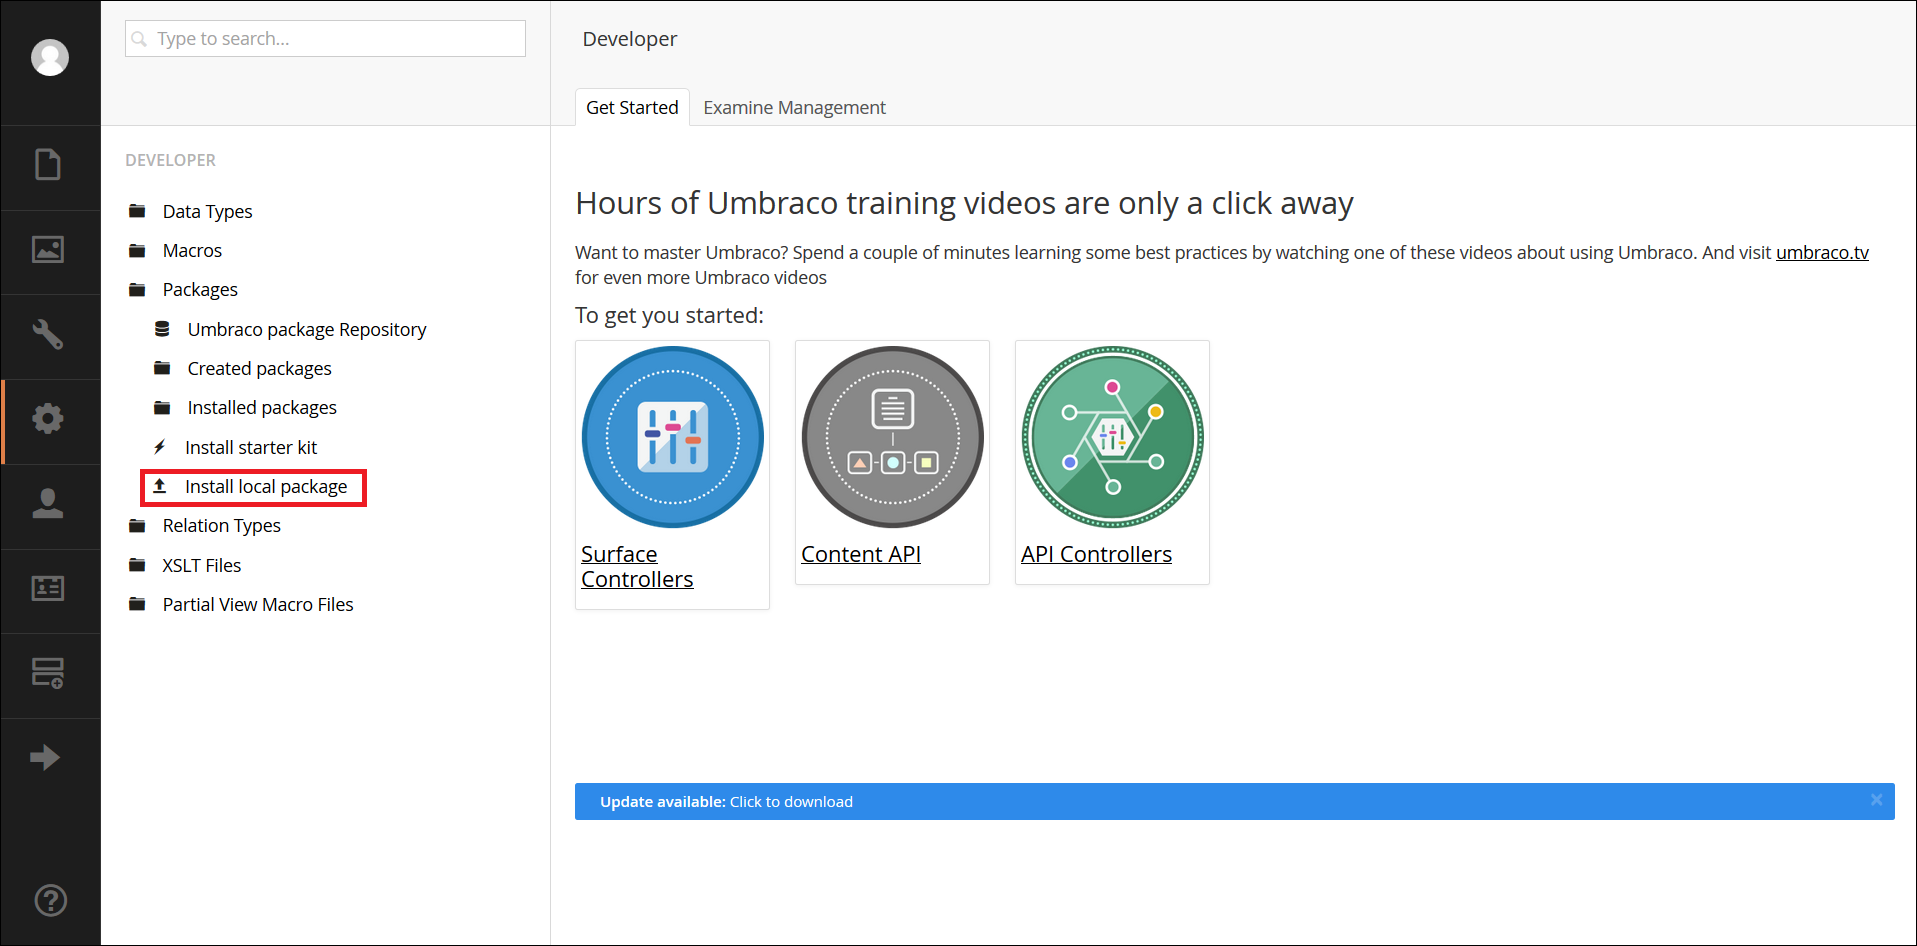 Type to search...
DEVELOPER
Data Types
Macros
Packages
Umbraco package Repository
Created packages
Installed packages
Install starter kit
Install local package
Relation Types
XSLT Files
Partial View Macro Files
Developer
Get Started
Examine Management
Hours of Umbraco training videos are only a click away
Want to master Umbraco? Spend a couple of minutes learning some best practices by watching one of these videos about using Umbraco. And visit umbraco.tv
for even more Umbraco videos
To get you started:
Surface
Controllers
Content API
API Controllers
Update available: Click to download